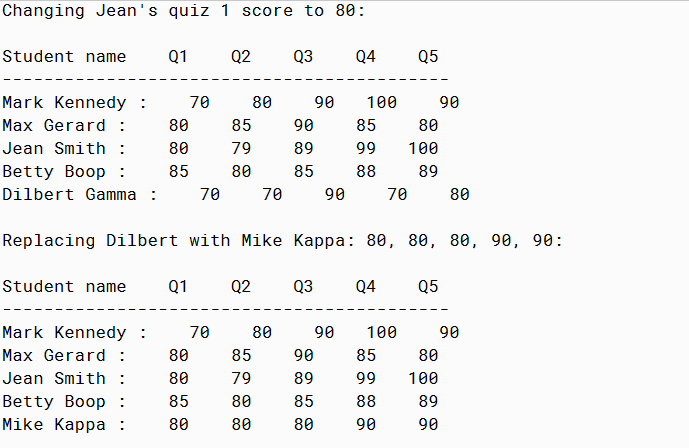 Changing Jean's quiz 1 score to 80:

Student name    Q1    Q2    Q3    Q4    Q5
-------------------------------------------
Mark Kennedy :    70    80    90   100    90
Max Gerard :    80    85    90    85    80
Jean Smith :    80    79    89    99   100
Betty Boop :    85    80    85    88    89
Dilbert Gamma :    70    70    90    70    80

Replacing Dilbert with Mike Kappa: 80, 80, 80, 90, 90:

Student name    Q1    Q2    Q3    Q4    Q5
-------------------------------------------
Mark Kennedy :    70    80    90   100    90
Max Gerard :    80    85    90    85    80
Jean Smith :    80    79    89    99   100
Betty Boop :    85    80    85    88    89
Mike Kappa :    80    80    80    90    90